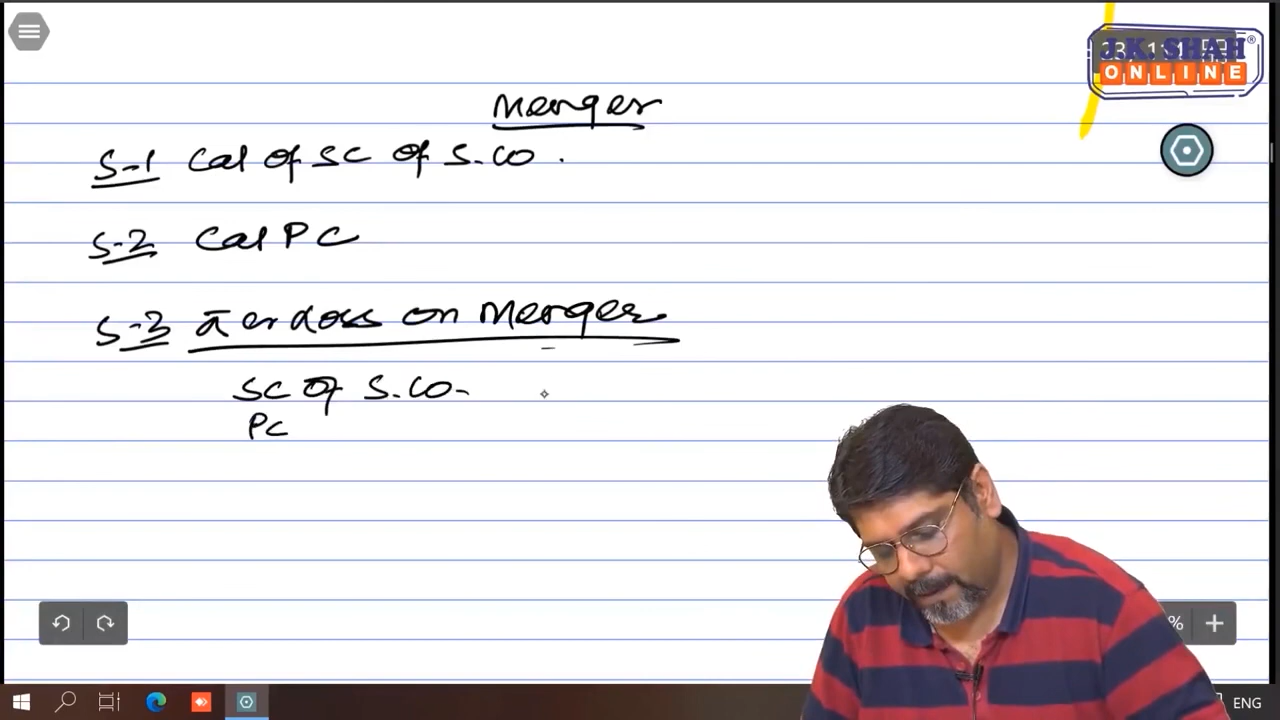 J.K. SHAH®
ONLINE
Merger
S-1 Cal of SC of S.CO.
S-2 Cal PC
S-3 π or Loss on Merger
SC of S.CO-
PC
%
ENG